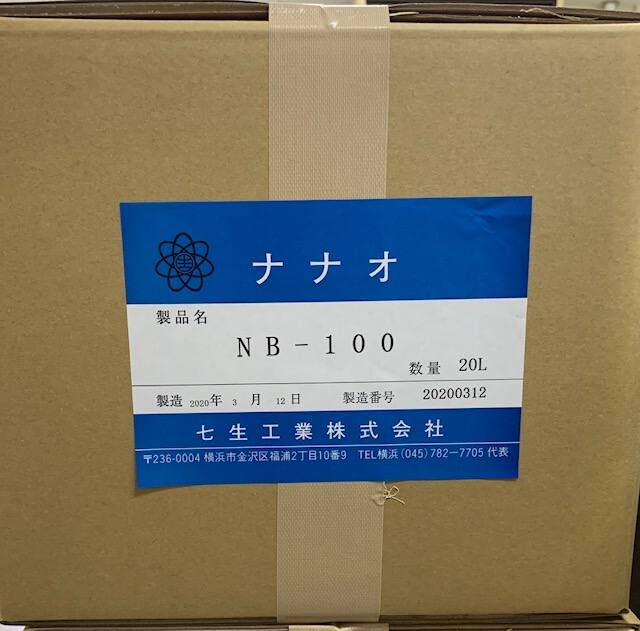 ナナオ
製品名
NB-100
数量 20L
製造 2020年 3 月 12日 製造番号 20200312
七生工業株式会社
〒236-0004 横浜市金沢区福浦2丁目10番9 TEL横浜(045)782-7705 代表